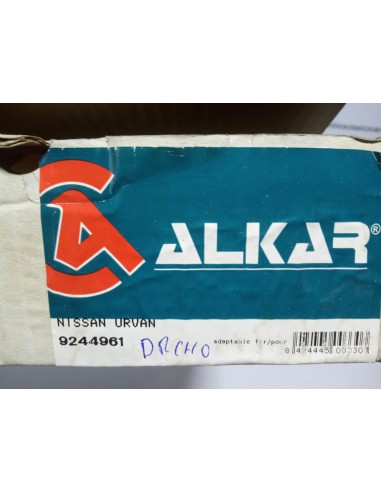 ALKAR®
NISSAN URVAN
9244961 DRCHO adaptable for/pour